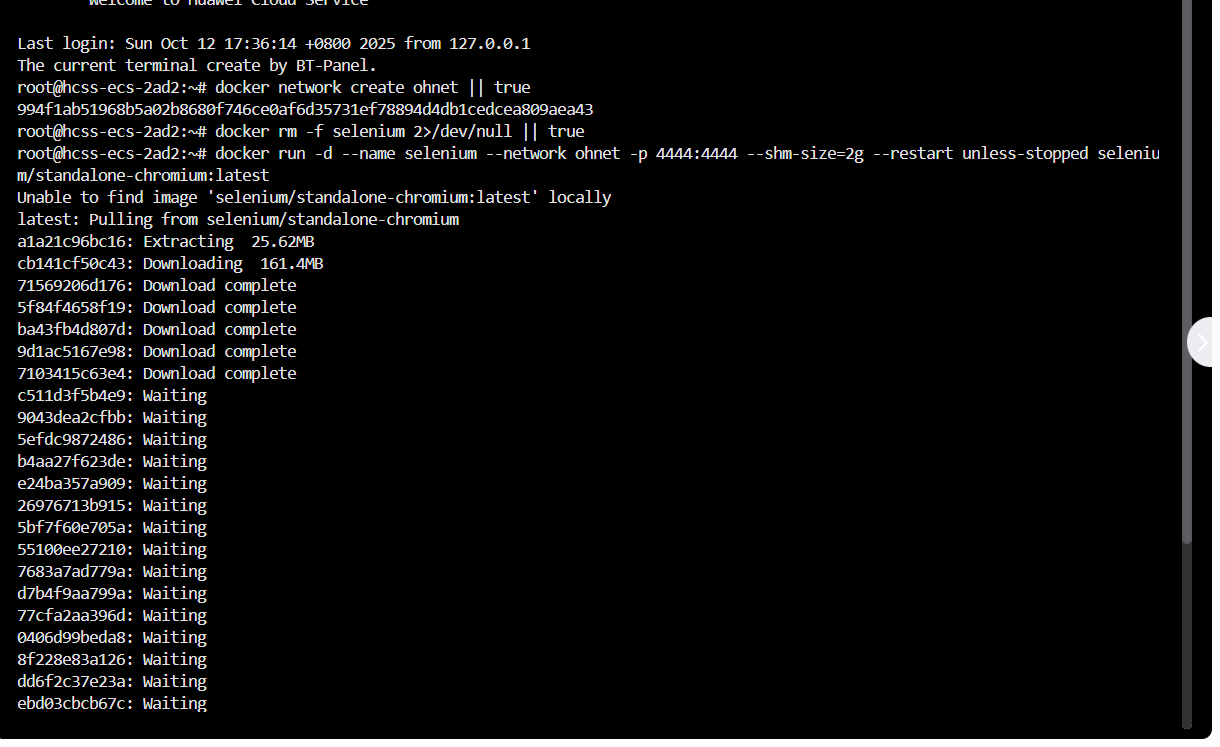 Welcome to Huawei Cloud Service
Last login: Sun Oct 12 17:36:14 +0800 2025 from 127.0.0.1
The current terminal create by BT-Panel.
root@hcss-ecs-2ad2:~# docker network create ohnet || true
994f1ab51968b5a02b8680f746ce0af6d35731ef78894d4db1cedcea809aea43
root@hcss-ecs-2ad2:~# docker rm -f selenium 2>/dev/null || true
root@hcss-ecs-2ad2:~# docker run -d --name selenium --network ohnet -p 4444:4444 --shm-size=2g --restart unless-stopped seleniu
m/standalone-chromium:latest
Unable to find image 'selenium/standalone-chromium:latest' locally
latest: Pulling from selenium/standalone-chromium
a1a21c96bc16: Extracting  25.62MB
cb141cf50c43: Downloading  161.4MB
71569206d176: Download complete
5f84f4658f19: Download complete
ba43fb4d807d: Download complete
9d1ac5167e98: Download complete
7103415c63e4: Download complete
c511d3f5b4e9: Waiting
9043dea2cfbb: Waiting
5efdc9872486: Waiting
b4aa27f623de: Waiting
e24ba357a909: Waiting
26976713b915: Waiting
5bf7f60e705a: Waiting
55100ee27210: Waiting
7683a7ad779a: Waiting
d7b4f9aa799a: Waiting
77cfa2aa396d: Waiting
0406d99beda8: Waiting
8f228e83a126: Waiting
dd6f2c37e23a: Waiting
ebd03cbcb67c: Waiting